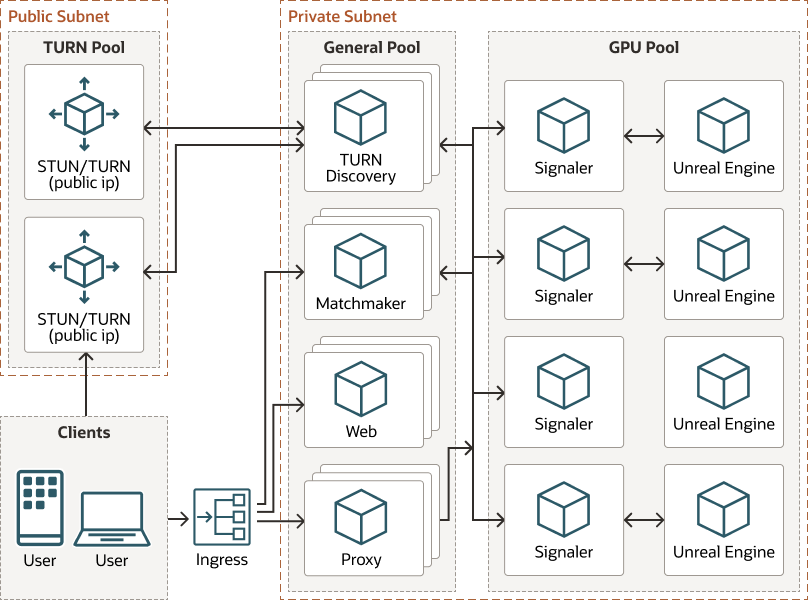 Public Subnet
TURN Pool
STUN/TURN
(public ip)
STUN/TURN
(public ip)
Clients
User
User
Ingress
Private Subnet
General Pool
TURN
Discovery
Matchmaker
Web
Proxy
GPU Pool
Signaler
Unreal Engine
Signaler
Unreal Engine
Signaler
Unreal Engine
Signaler
Unreal Engine